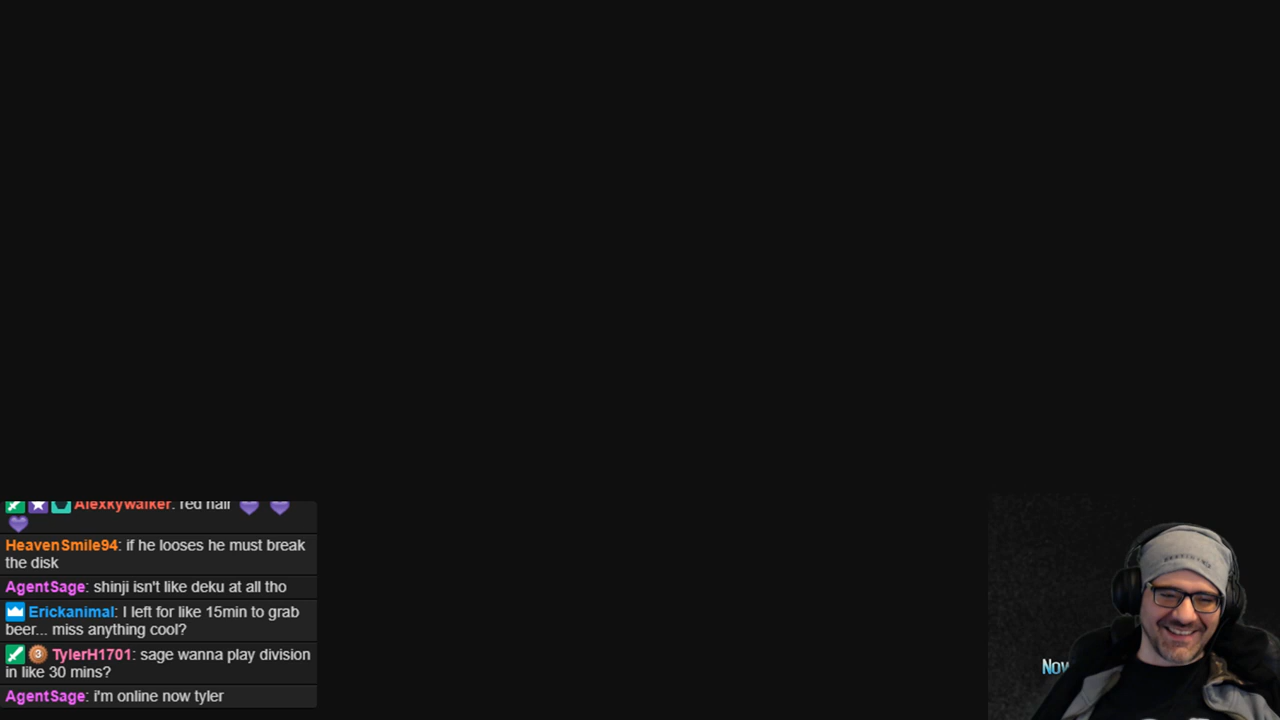 Alexkywalker: red hair
HeavenSmile94: if he looses he must break
the disk
AgentSage: shinji isn't like deku at all tho
Erickanimal: I left for like 15min to grab
beer... miss anything cool?
3 TylerH1701: sage wanna play division
in like 30 mins?
AgentSage: i'm online now tyler
Now